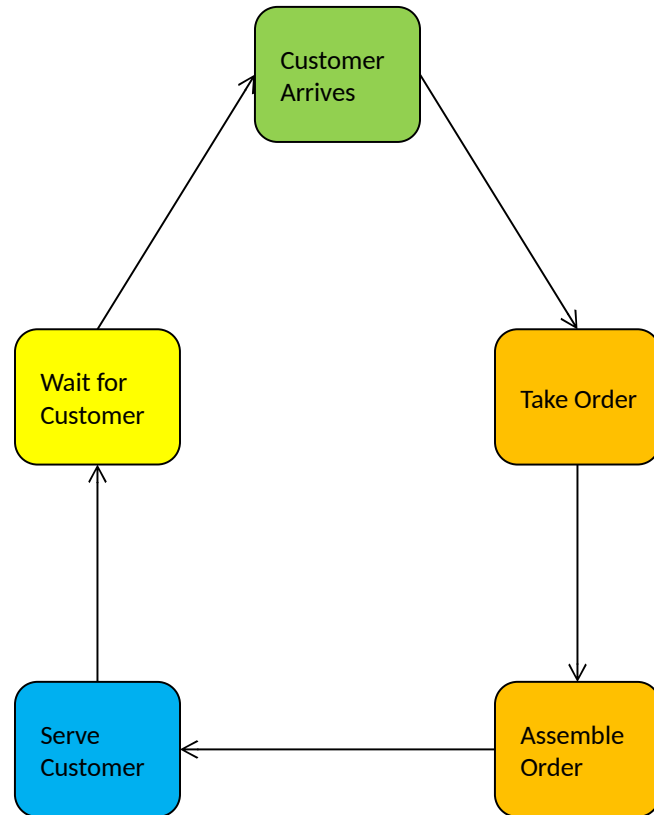 Customer
Arrives
Wait for
Customer
Take Order
Serve
Customer
Assemble
Order